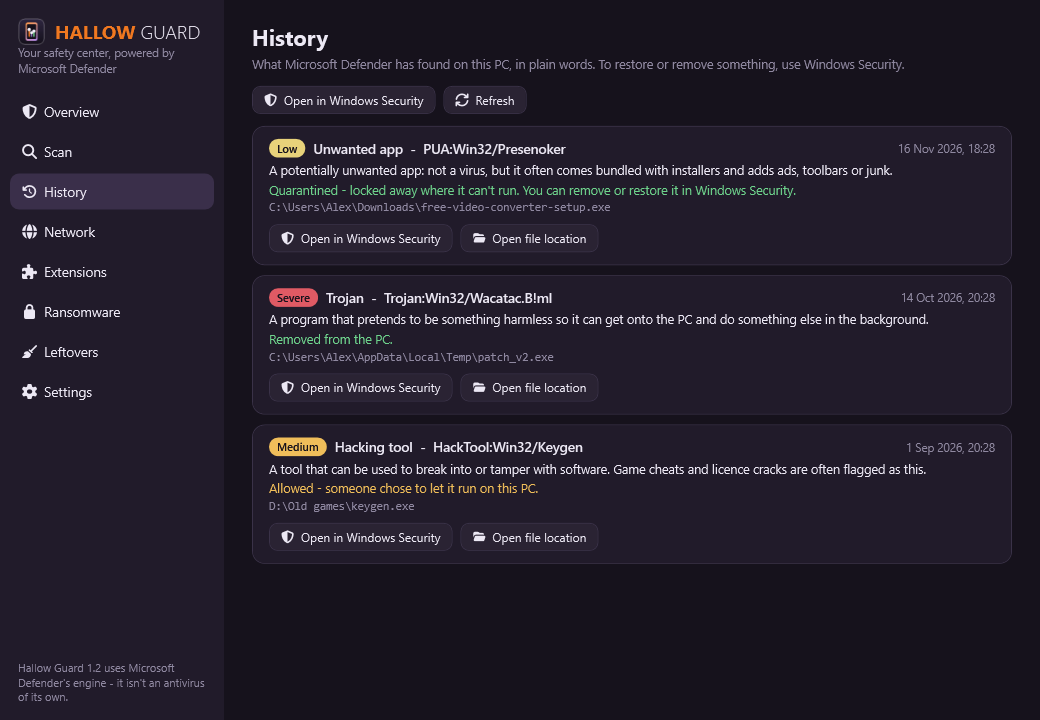 HALLOW GUARD
Your safety center, powered by
Microsoft Defender
Overview
Scan
History
Network
Extensions
Ransomware
Leftovers
Settings
Hallow Guard 1.2 uses Microsoft
Defender's engine - it isn't an antivirus
of its own.
History
What Microsoft Defender has found on this PC, in plain words. To restore or remove something, use Windows Security.
Open in Windows Security
Refresh
Low Unwanted app - PUA:Win32/Presenoker 16 Nov 2026, 18:28
A potentially unwanted app: not a virus, but it often comes bundled with installers and adds ads, toolbars or junk.
Quarantined - locked away where it can't run. You can remove or restore it in Windows Security.
C:\Users\Alex\Downloads\free-video-converter-setup.exe
Open in Windows Security
Open file location
Severe Trojan - Trojan:Win32/Wacatac.B!ml 14 Oct 2026, 20:28
A program that pretends to be something harmless so it can get onto the PC and do something else in the background.
Removed from the PC.
C:\Users\Alex\AppData\Local\Temp\patch_v2.exe
Open in Windows Security
Open file location
Medium Hacking tool - HackTool:Win32/Keygen 1 Sep 2026, 20:28
A tool that can be used to break into or tamper with software. Game cheats and licence cracks are often flagged as this.
Allowed - someone chose to let it run on this PC.
D:\Old games\keygen.exe
Open in Windows Security
Open file location